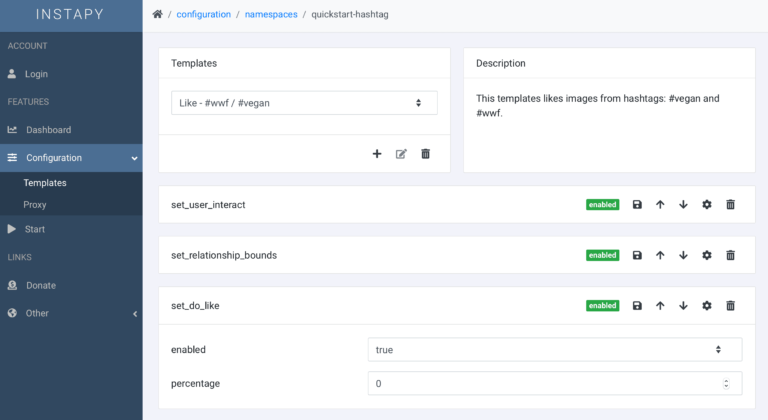 INSTAPY
/ configuration / namespaces / quickstart-hashtag
ACCOUNT
Login
FEATURES
Dashboard
Configuration
Templates
Proxy
Start
LINKS
Donate
Other
Templates
Like - #wwf / #vegan
Description
This templates likes images from hashtags: #vegan and
#wwf.
set_user_interact enabled
set_relationship_bounds enabled
set_do_like enabled
enabled true
percentage 0